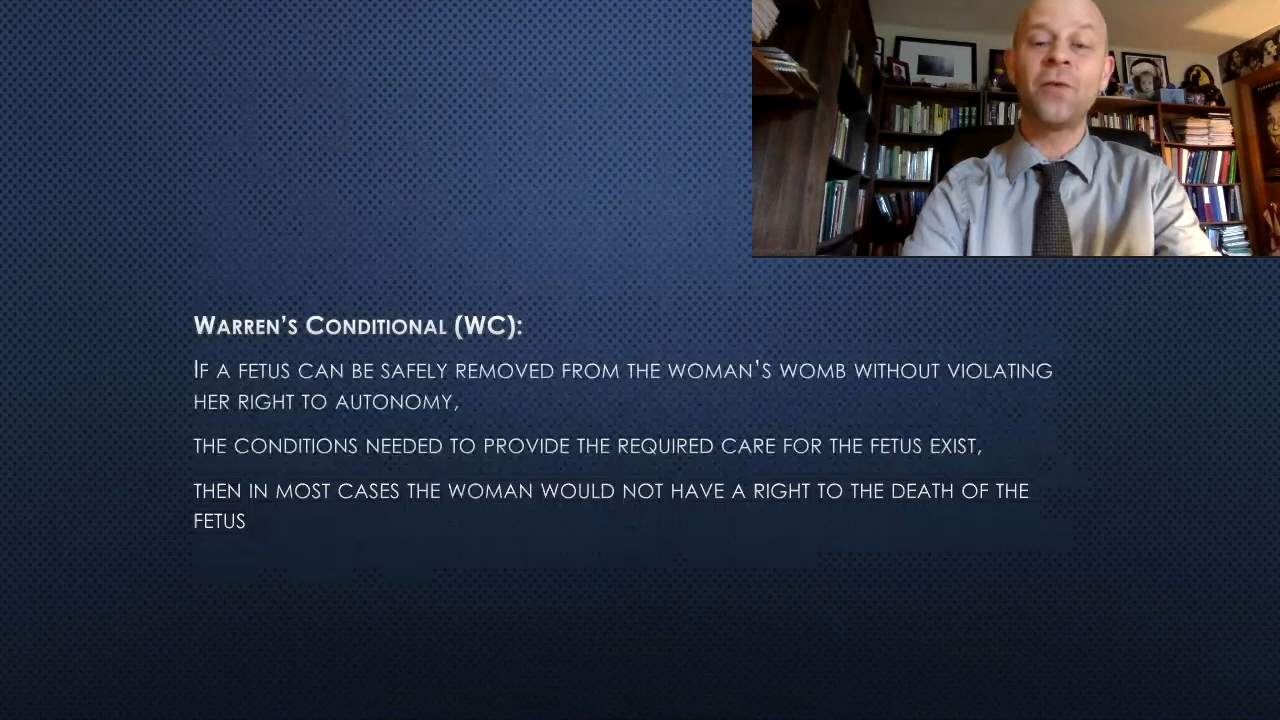 WARREN'S CONDITIONAL (WC):
IF A FETUS CAN BE SAFELY REMOVED FROM THE WOMAN'S WOMB WITHOUT VIOLATING
HER RIGHT TO AUTONOMY,
THE CONDITIONS NEEDED TO PROVIDE THE REQUIRED CARE FOR THE FETUS EXIST,
THEN IN MOST CASES THE WOMAN WOULD NOT HAVE A RIGHT TO THE DEATH OF THE
FETUS